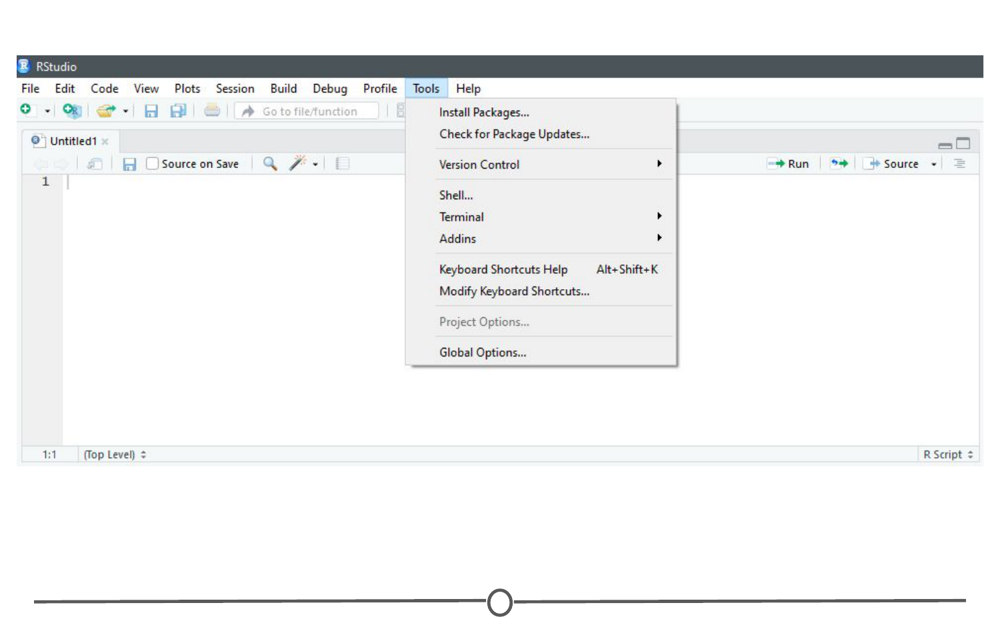 RStudio
File Edit Code View Plots Session Build Debug Profile Tools Help
Go to file/function
Install Packages...
Check for Package Updates...
Untitled1
Source on Save
Run
Source
Version Control
1
Shell...
Terminal
Addins
Keyboard Shortcuts Help Alt+Shift+K
Modify Keyboard Shortcuts...
Project Options...
Global Options...
1:1 (Top Level) R Script